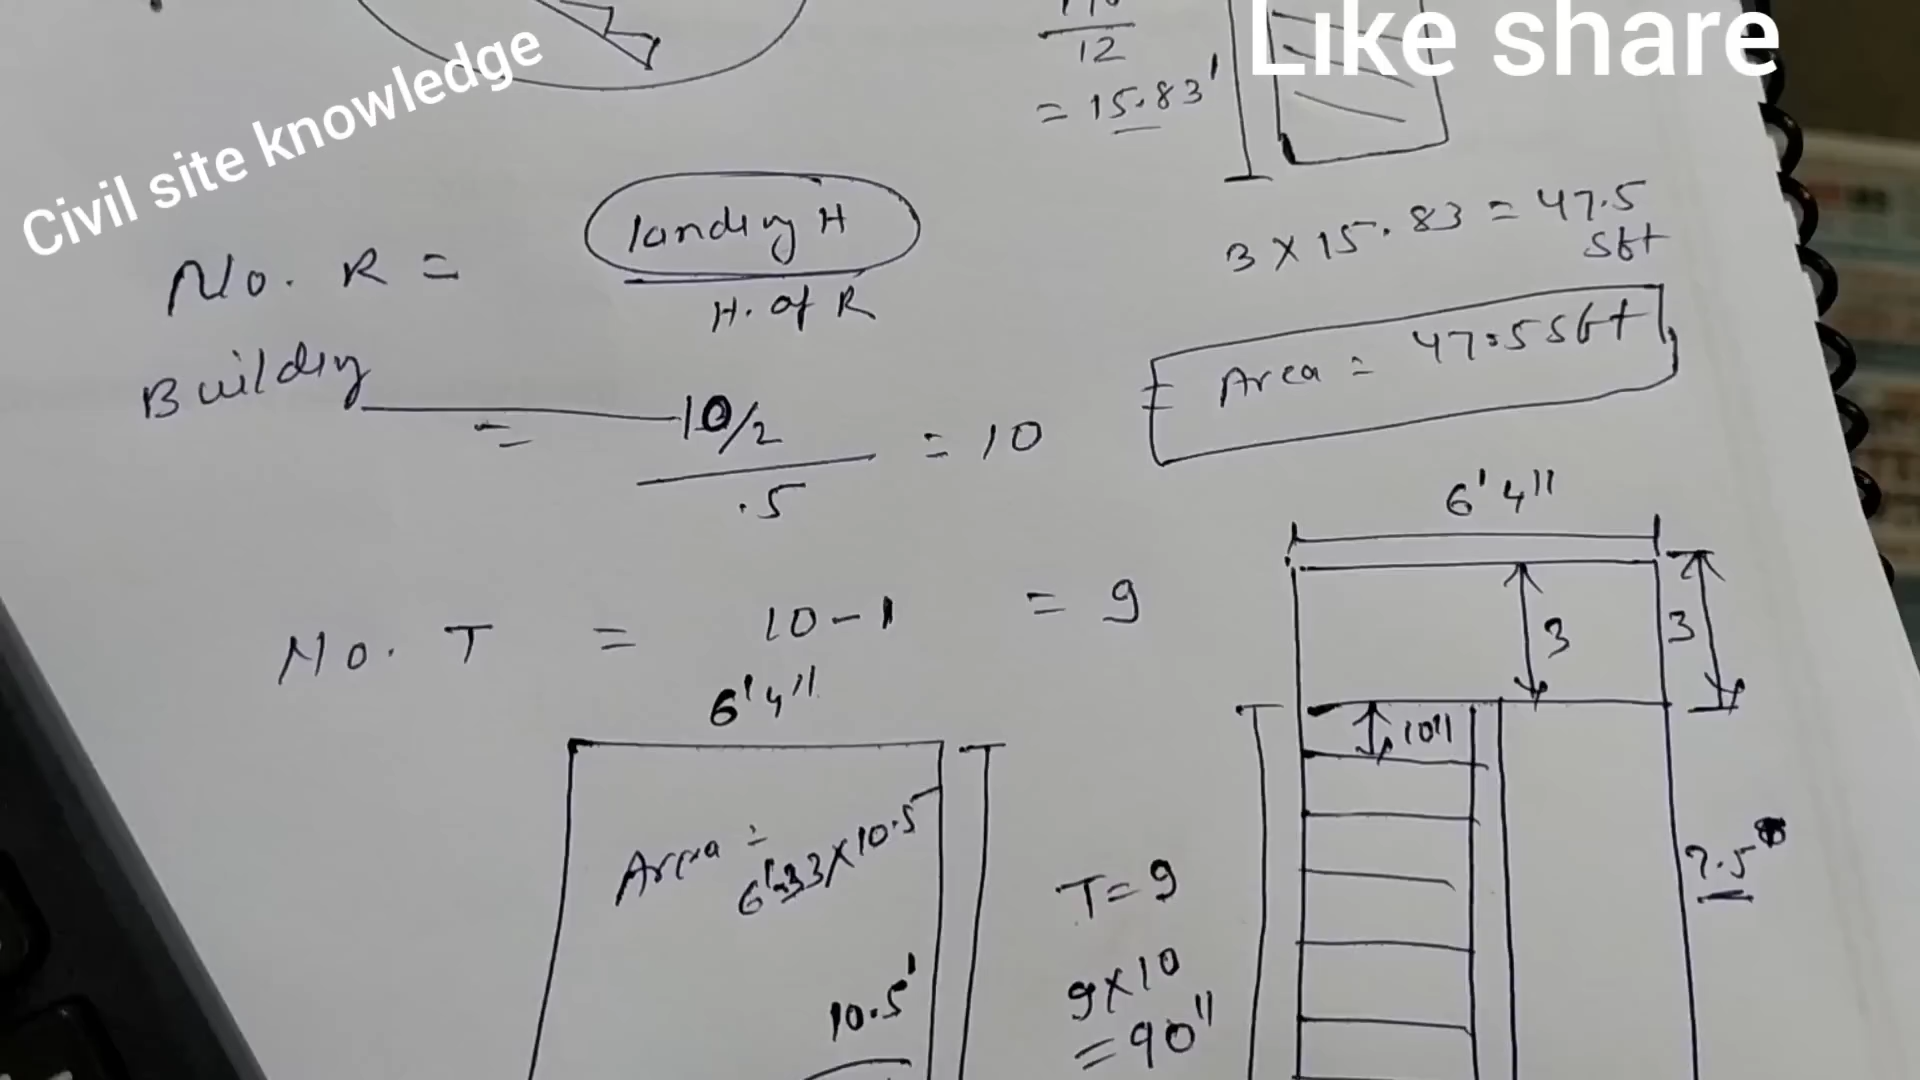 Like share
Civil site knowledge
12
= 15.83'
3 X 15.83 = 47.5
Sft
Area = 47.5 Sft
No. R = landing H
H. of R
Building
= 10/2
.5
= 10
No. T = 10 - 1 = 9
6'4"
Area =
6'.33 X 10.5
10.5'
T = 9
9 X 10
= 90"
6'4"
3
3
10"
7.5'